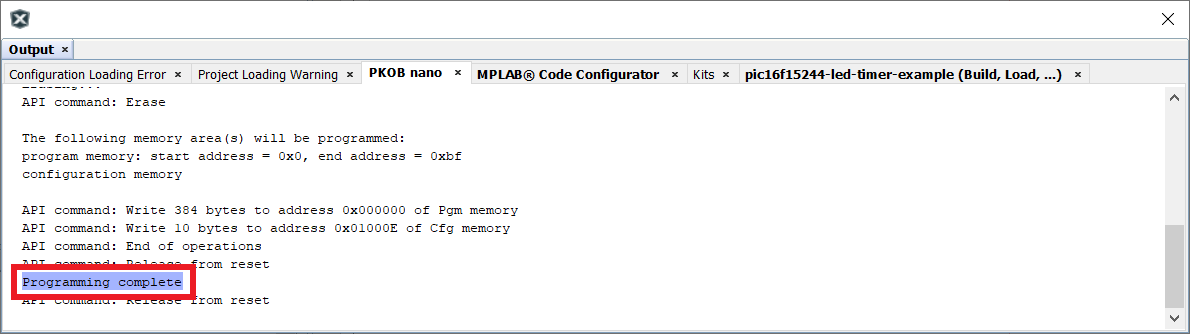 Output ×
Configuration Loading Error × Project Loading Warning × PKOB nano × MPLAB® Code Configurator × Kits × pic16f15244-led-timer-example (Build, Load, ...) ×
API command: Erase
The following memory area(s) will be programmed:
program memory: start address = 0x0, end address = 0xbf
configuration memory
API command: Write 384 bytes to address 0x000000 of Pgm memory
API command: Write 10 bytes to address 0x01000E of Cfg memory
API command: End of operations
API command: Release from reset
Programming complete
API command: Release from reset